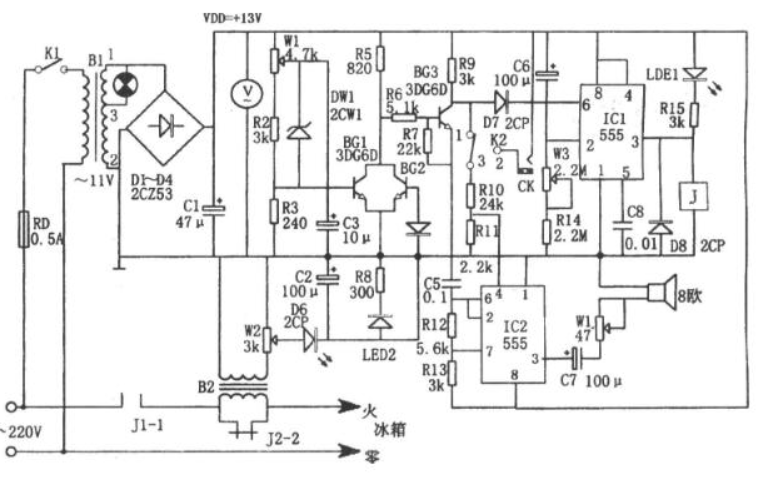 VDD=+13V
K1
B1
1
3
2
~11V
D1~D4
2CZ53
RD
0.5A
C1
47μ
V
W1
4.7k
R2
3k
R3
240
DW1
2CW1
C3
10μ
C2
100μ
R5
820
R6
5.1k
BG1
3DG6D
BG2
BG3
3DG6D
R7
22k
R8
300
LED2
D6
2CP
W2
3k
B2
R9
3k
1
3
2
K2
D7 2CP
CK
R10
24k
R11
2.2k
C5
0.1
R12
5.6k
R13
3k
C6
100μ
W3
2.2M
R14
2.2M
8
4
6
IC1
555
2
3
1
5
C8
0.01
D8 2CP
LDE1
R15
3k
J
4
1
6
2
IC2
555
7
3
8
8欧
W1
47
C7 100μ
~220V
J1-1
J2-2
火
冰箱
零